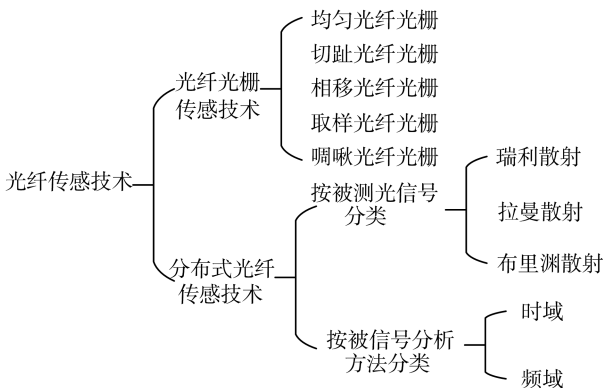 光纤传感技术
光纤光栅
传感技术
均匀光纤光栅
切趾光纤光栅
相移光纤光栅
取样光纤光栅
啁啾光纤光栅
分布式光纤
传感技术
按被测光信号
分类
瑞利散射
拉曼散射
布里渊散射
按被信号分析
方法分类
时域
频域